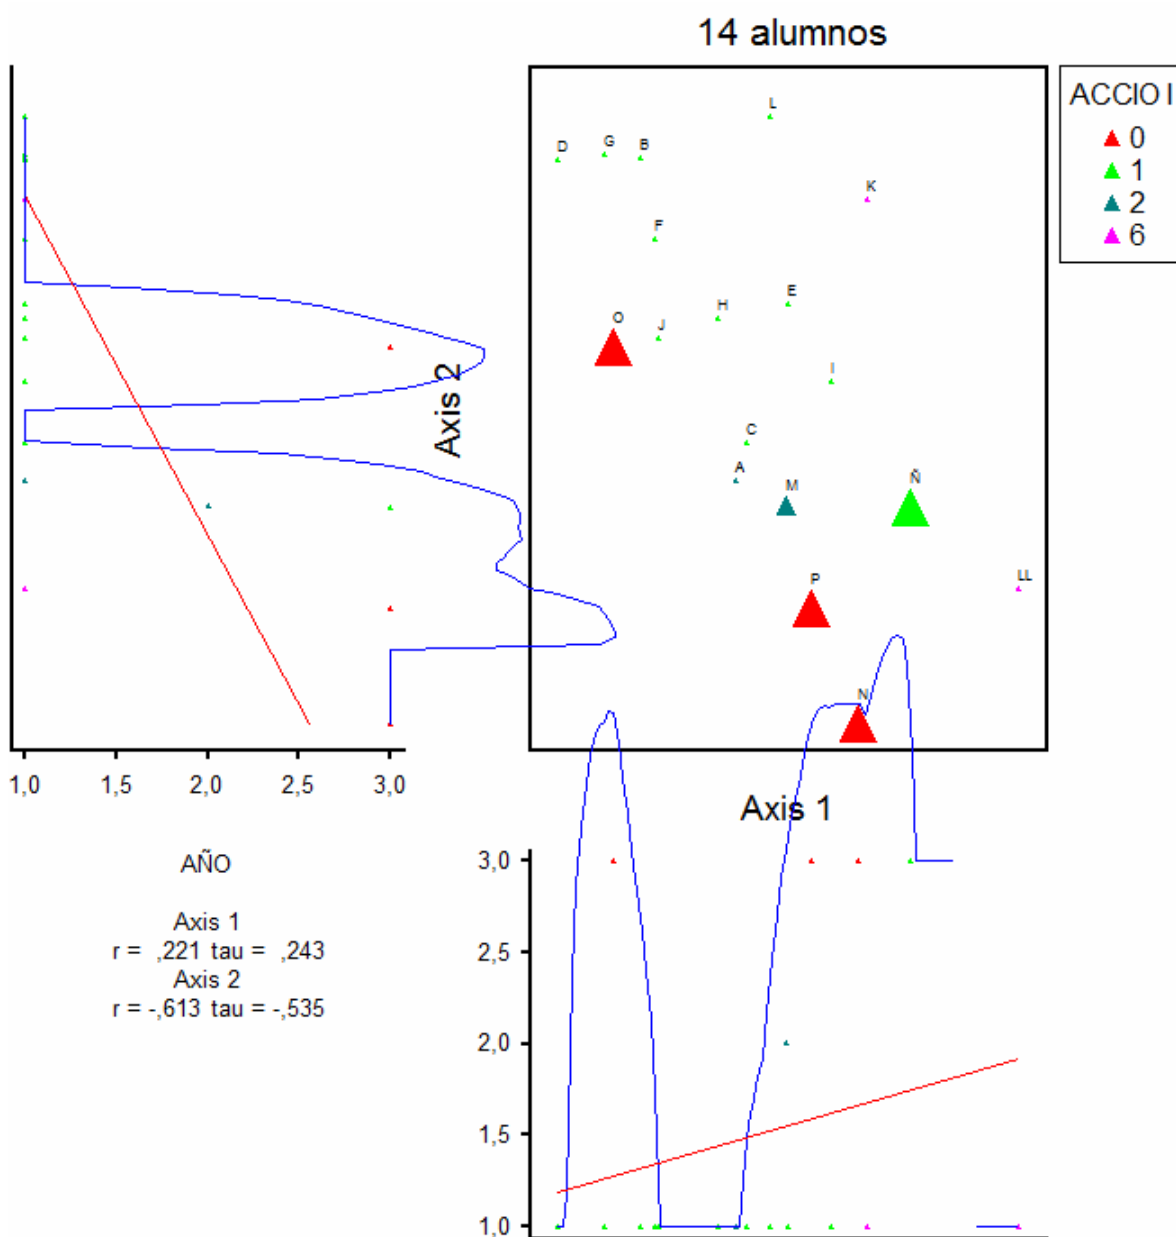 14 alumnos
ACCIO I
0
1
2
6
L
D
G
B
K
F
E
H
O
J
I
C
A
M
Ñ
P
LL
N
Axis 2
1,0
1,5
2,0
2,5
3,0
Axis 1
3,0
2,5
2,0
1,5
1,0
AÑO
Axis 1
r = ,221 tau = ,243
Axis 2
r = -,613 tau = -,535